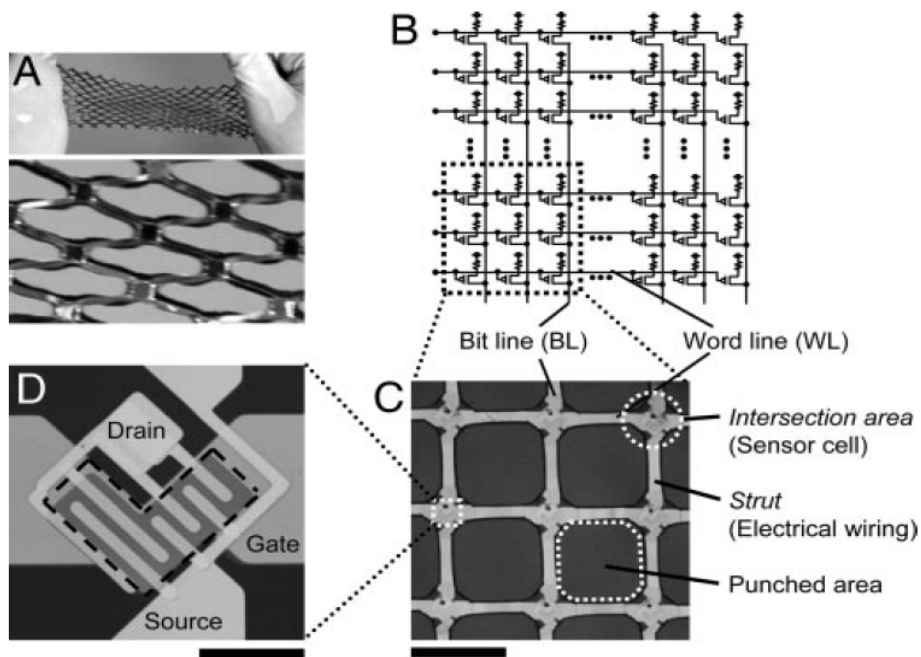 A
B
Bit line (BL)
Word line (WL)
D
Drain
Gate
Source
C
Intersection area
(Sensor cell)
Strut
(Electrical wiring)
Punched area